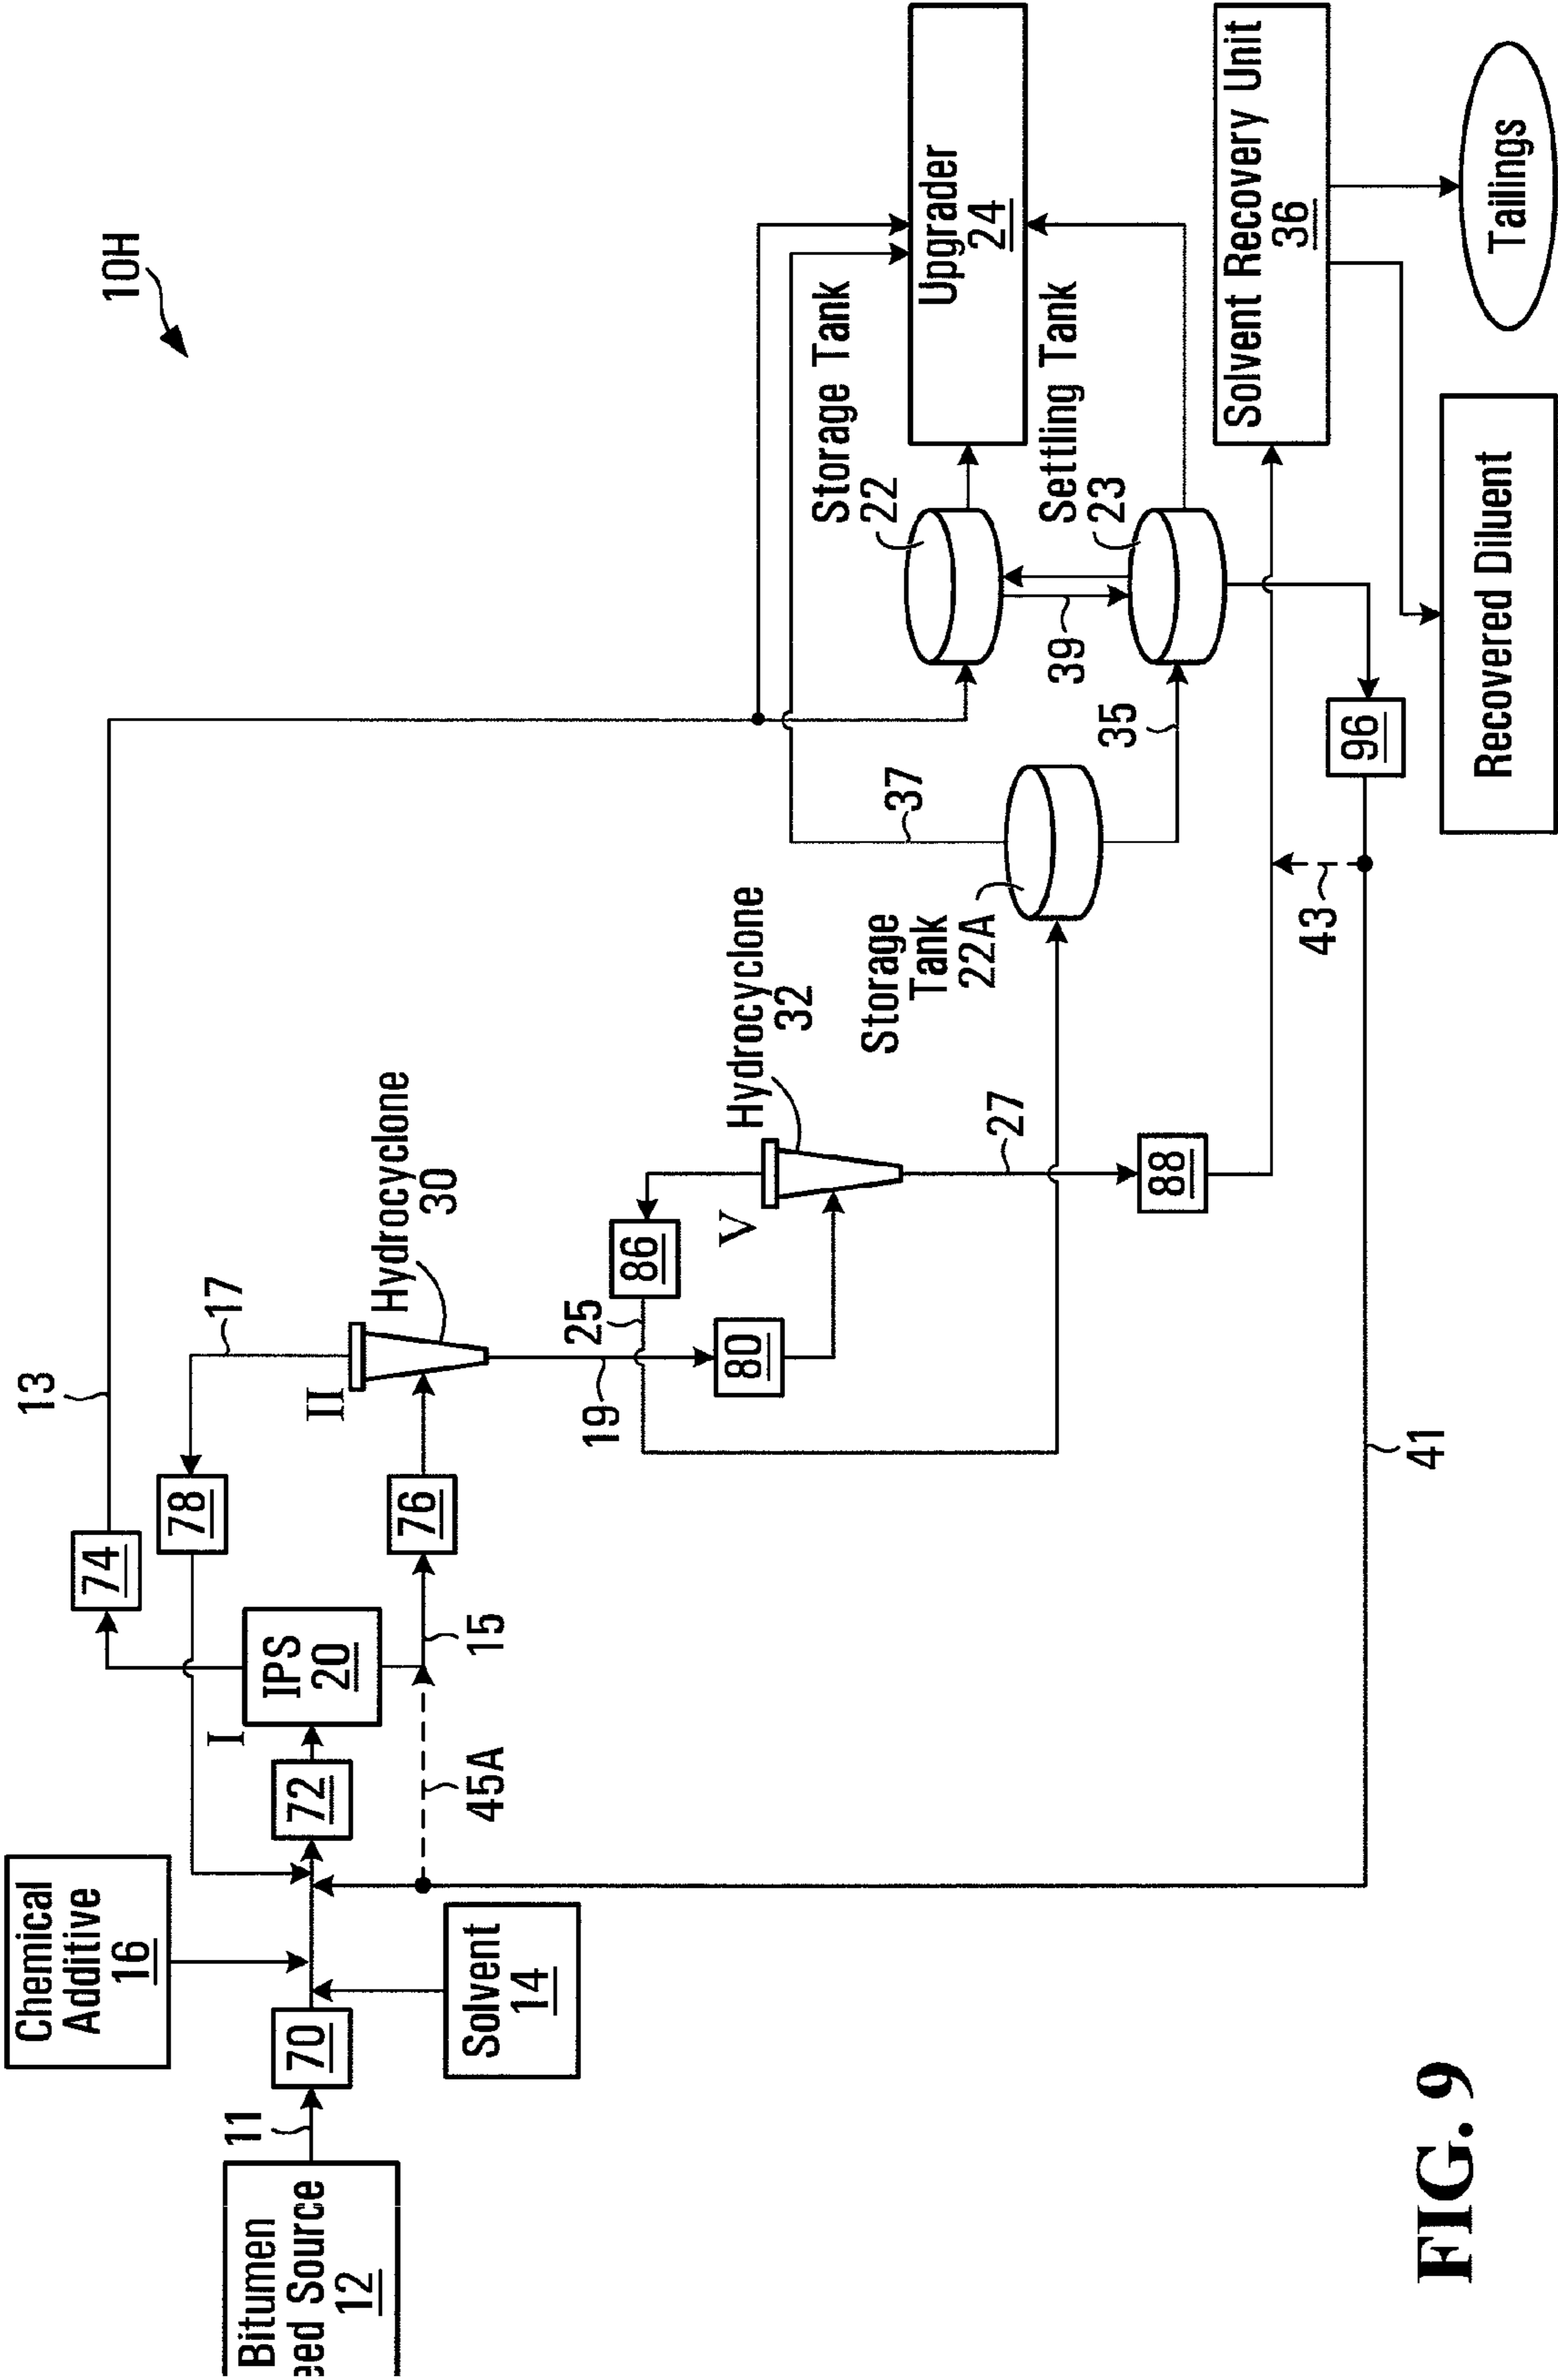 10H
13
74
78
17
Chemical
Additive
16
I
IPS
20
II
Hydrocyclone
30
11
70
72
76
15
45A
Bitumen
eed Source
12
Solvent
14
19
25
86
80
V
Hydrocyclone
32
27
88
Storage
Tank
22A
37
35
Storage Tank
22
39
Settling Tank
23
Upgrader
24
Solvent Recovery Unit
36
Tailings
Recovered Diluent
96
43
41
FIG. 9